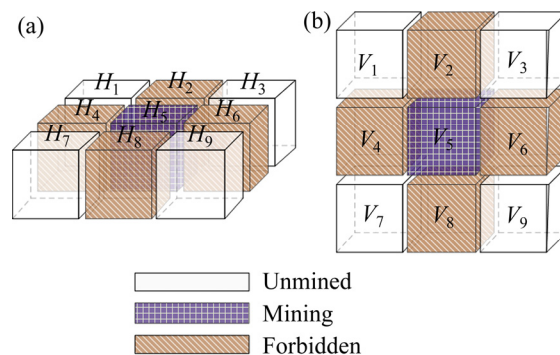 (a)
H1 H2 H3
H4 H5 H6
H7 H8 H9
(b)
V1 V2 V3
V4 V5 V6
V7 V8 V9
Unmined
Mining
Forbidden